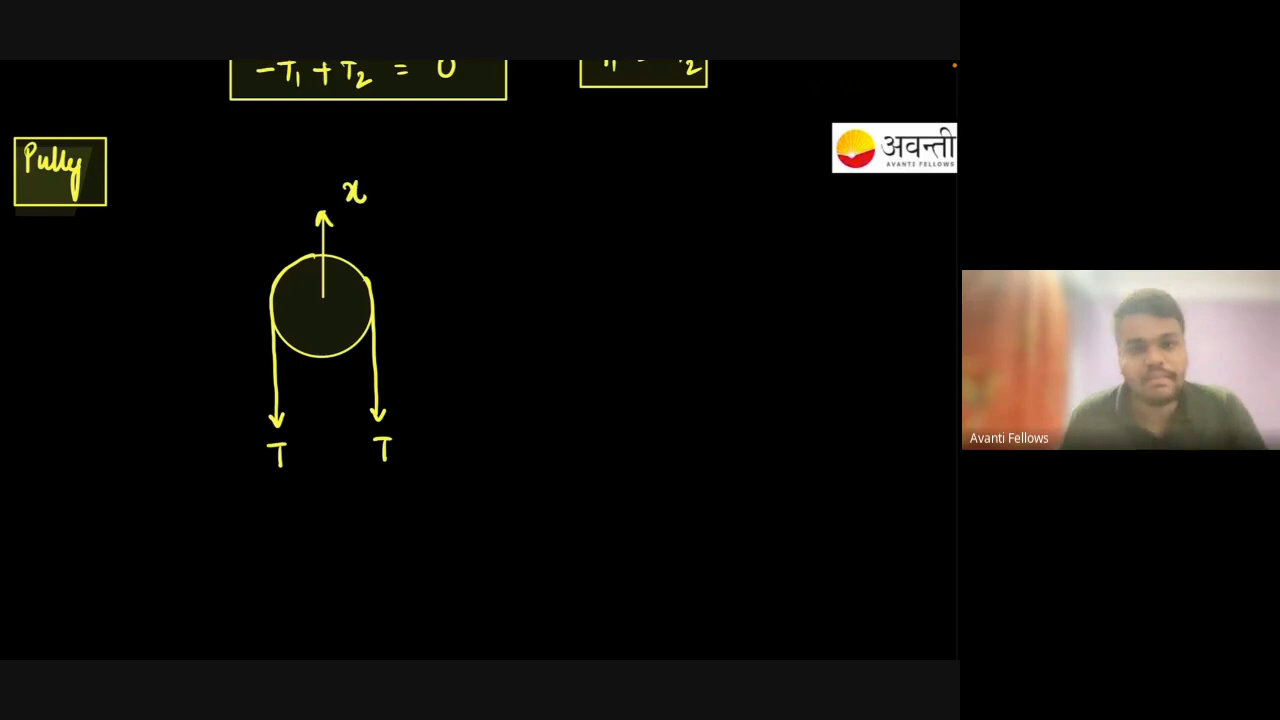 -T₁ + T₂ = 0
Pully
अवन्ती
AVANTI FELLOWS
x
T T
Avanti Fellows